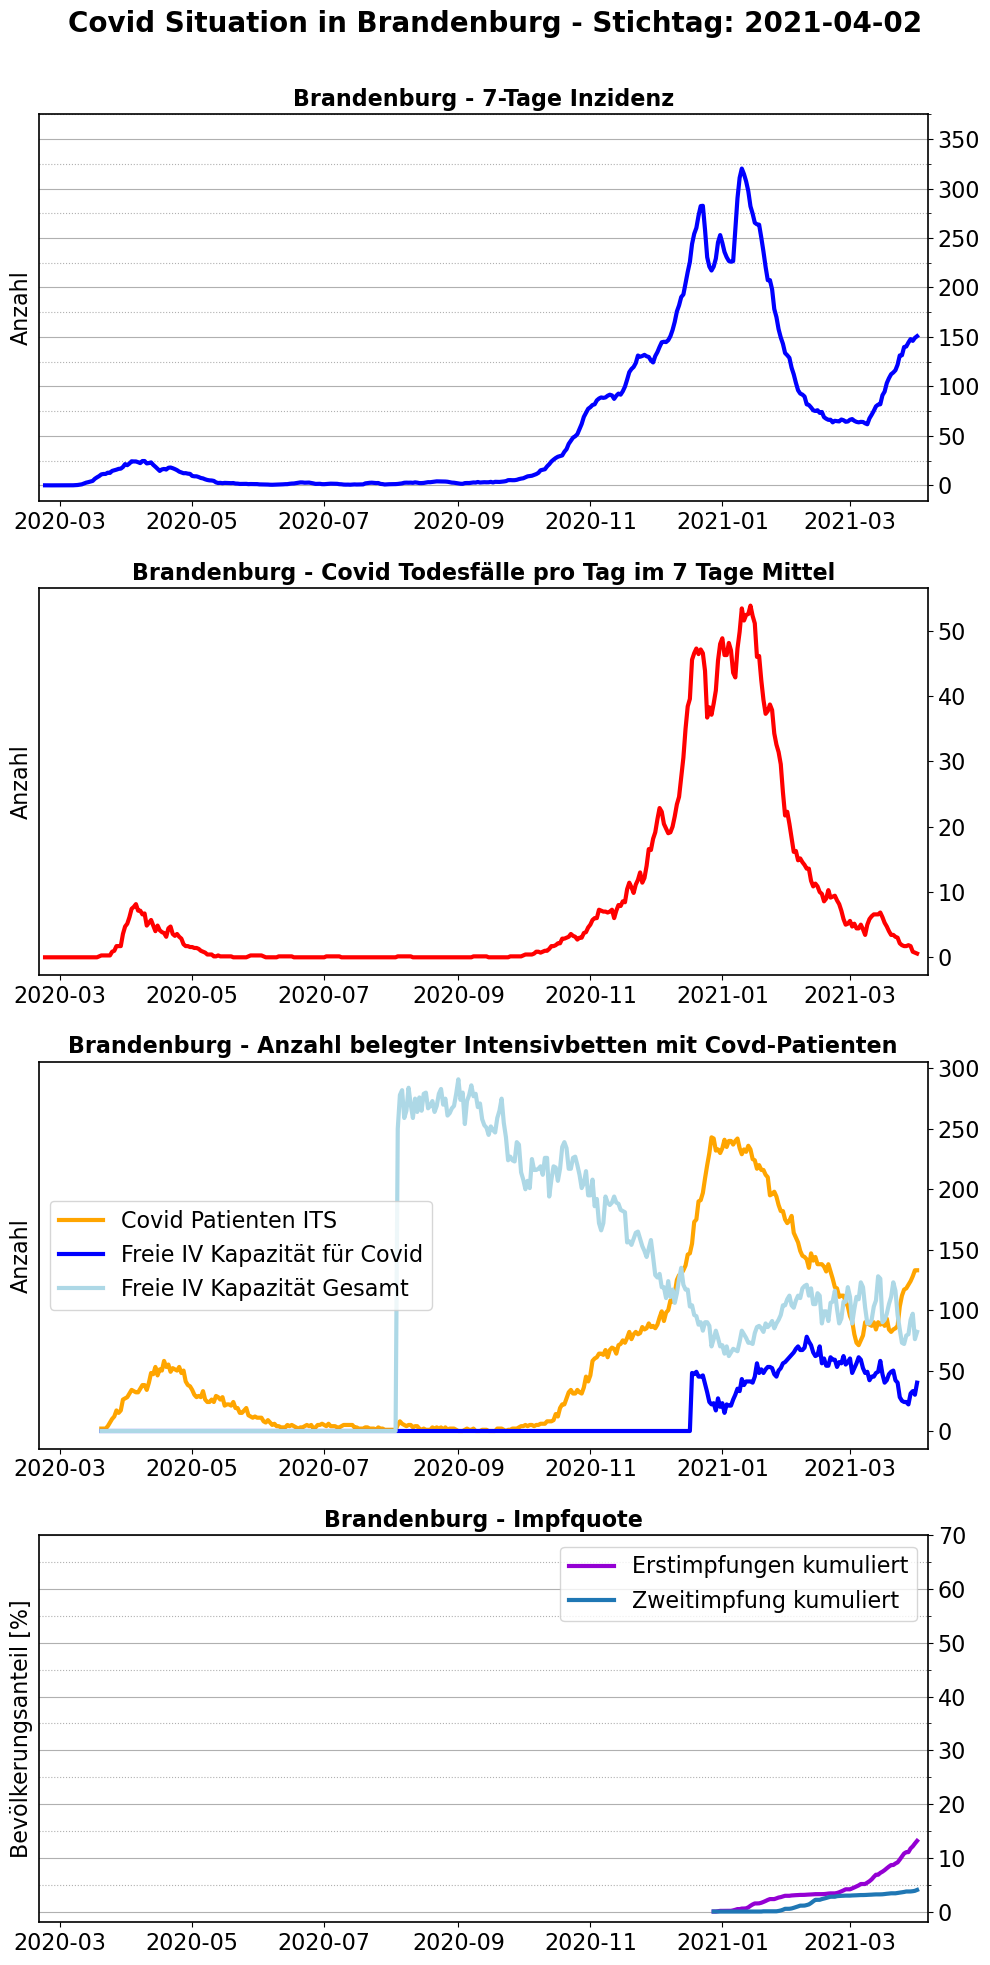 Covid Situation in Brandenburg - Stichtag: 2021-04-02
Brandenburg - 7-Tage Inzidenz
Anzahl
350
300
250
200
150
100
50
0
2020-03 2020-05 2020-07 2020-09 2020-11 2021-01 2021-03
Brandenburg - Covid Todesfälle pro Tag im 7 Tage Mittel
Anzahl
50
40
30
20
10
0
2020-03 2020-05 2020-07 2020-09 2020-11 2021-01 2021-03
Brandenburg - Anzahl belegter Intensivbetten mit Covd-Patienten
Anzahl
Covid Patienten ITS
Freie IV Kapazität für Covid
Freie IV Kapazität Gesamt
300
250
200
150
100
50
0
2020-03 2020-05 2020-07 2020-09 2020-11 2021-01 2021-03
Brandenburg - Impfquote
Bevölkerungsanteil [%]
Erstimpfungen kumuliert
Zweitimpfung kumuliert
70
60
50
40
30
20
10
0
2020-03 2020-05 2020-07 2020-09 2020-11 2021-01 2021-03